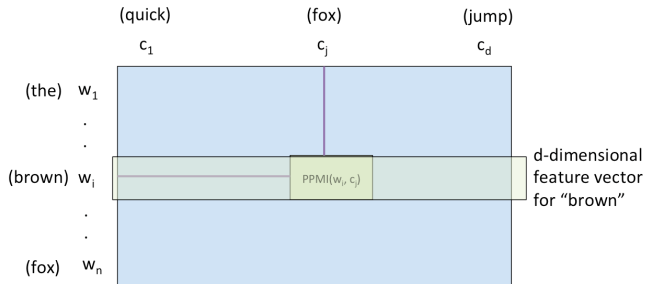 (quick) (fox) (jump)
c1 cj cd
(the) w1
.
.
(brown) wi PPMI(wi, cj)
d-dimensional
feature vector
for "brown"
.
.
(fox) wn